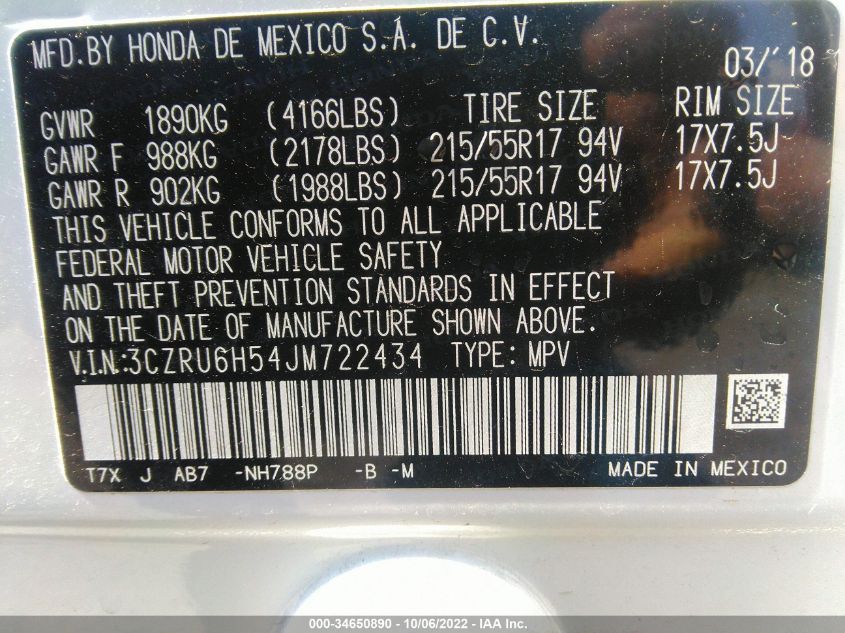 MFD.BY HONDA DE MEXICO S.A. DE C.V.
03/'18
GVWR 1890KG (4166LBS) TIRE SIZE RIM SIZE
GAWR F 988KG (2178LBS) 215/55R17 94V 17X7.5J
GAWR R 902KG (1988LBS) 215/55R17 94V 17X7.5J
THIS VEHICLE CONFORMS TO ALL APPLICABLE
FEDERAL MOTOR VEHICLE SAFETY
AND THEFT PREVENTION STANDARDS IN EFFECT
ON THE DATE OF MANUFACTURE SHOWN ABOVE.
V.I.N.:3CZRU6H54JM722434 TYPE: MPV
T7X J AB7 -NH788P -B -M MADE IN MEXICO
000-34650890 - 10/06/2022 - IAA Inc.